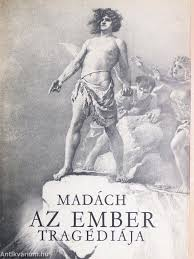 MADÁCH
AZ EMBER
TRAGÉDIÁJA
Antikvarium.hu